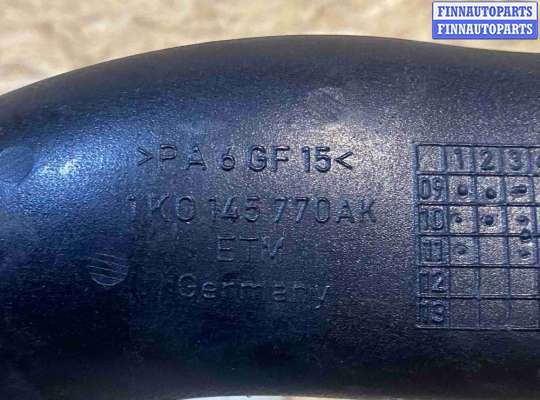 FINNAUTOPARTS
FINNAUTOPARTS
>PA 6 GF 15<
1K0 145 770AK
ETM
Germany
1 2 3
09
10
11
12
13